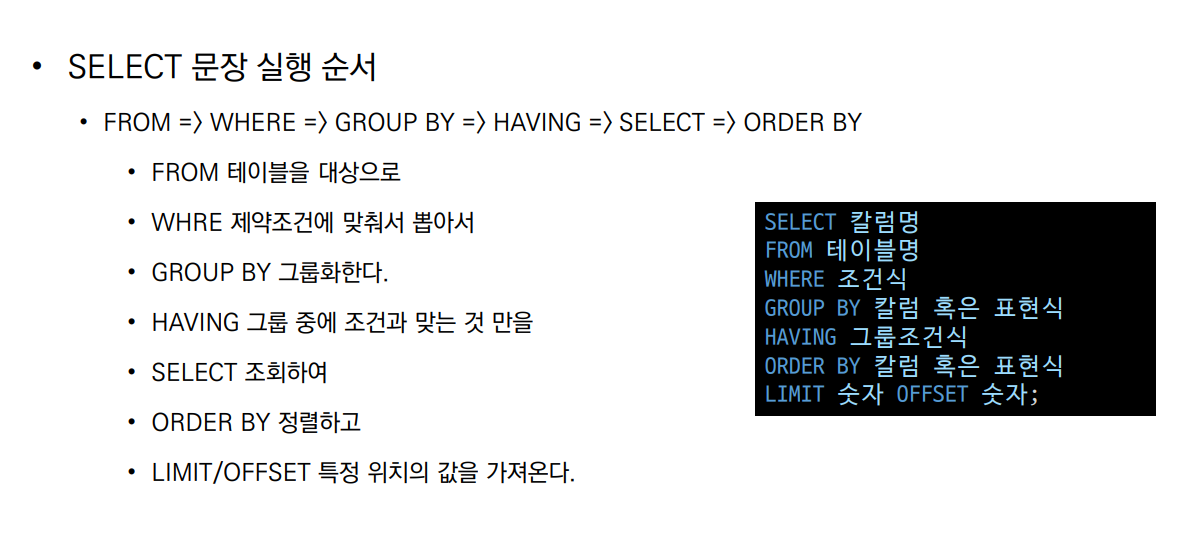 • SELECT 문장 실행 순서
• FROM => WHERE => GROUP BY => HAVING => SELECT => ORDER BY
• FROM 테이블을 대상으로
• WHRE 제약조건에 맞춰서 뽑아서
• GROUP BY 그룹화한다.
• HAVING 그룹 중에 조건과 맞는 것 만을
• SELECT 조회하여
• ORDER BY 정렬하고
• LIMIT/OFFSET 특정 위치의 값을 가져온다.
SELECT 칼럼명
FROM 테이블명
WHERE 조건식
GROUP BY 칼럼 혹은 표현식
HAVING 그룹조건식
ORDER BY 칼럼 혹은 표현식
LIMIT 숫자 OFFSET 숫자;